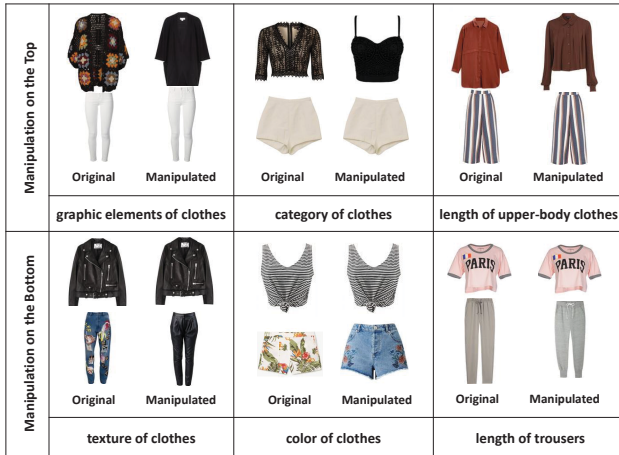 Manipulation on the Top
Original
Manipulated
Original
Manipulated
Original
Manipulated
graphic elements of clothes
category of clothes
length of upper-body clothes
Manipulation on the Bottom
PARIS
PARIS
Original
Manipulated
Original
Manipulated
Original
Manipulated
texture of clothes
color of clothes
length of trousers